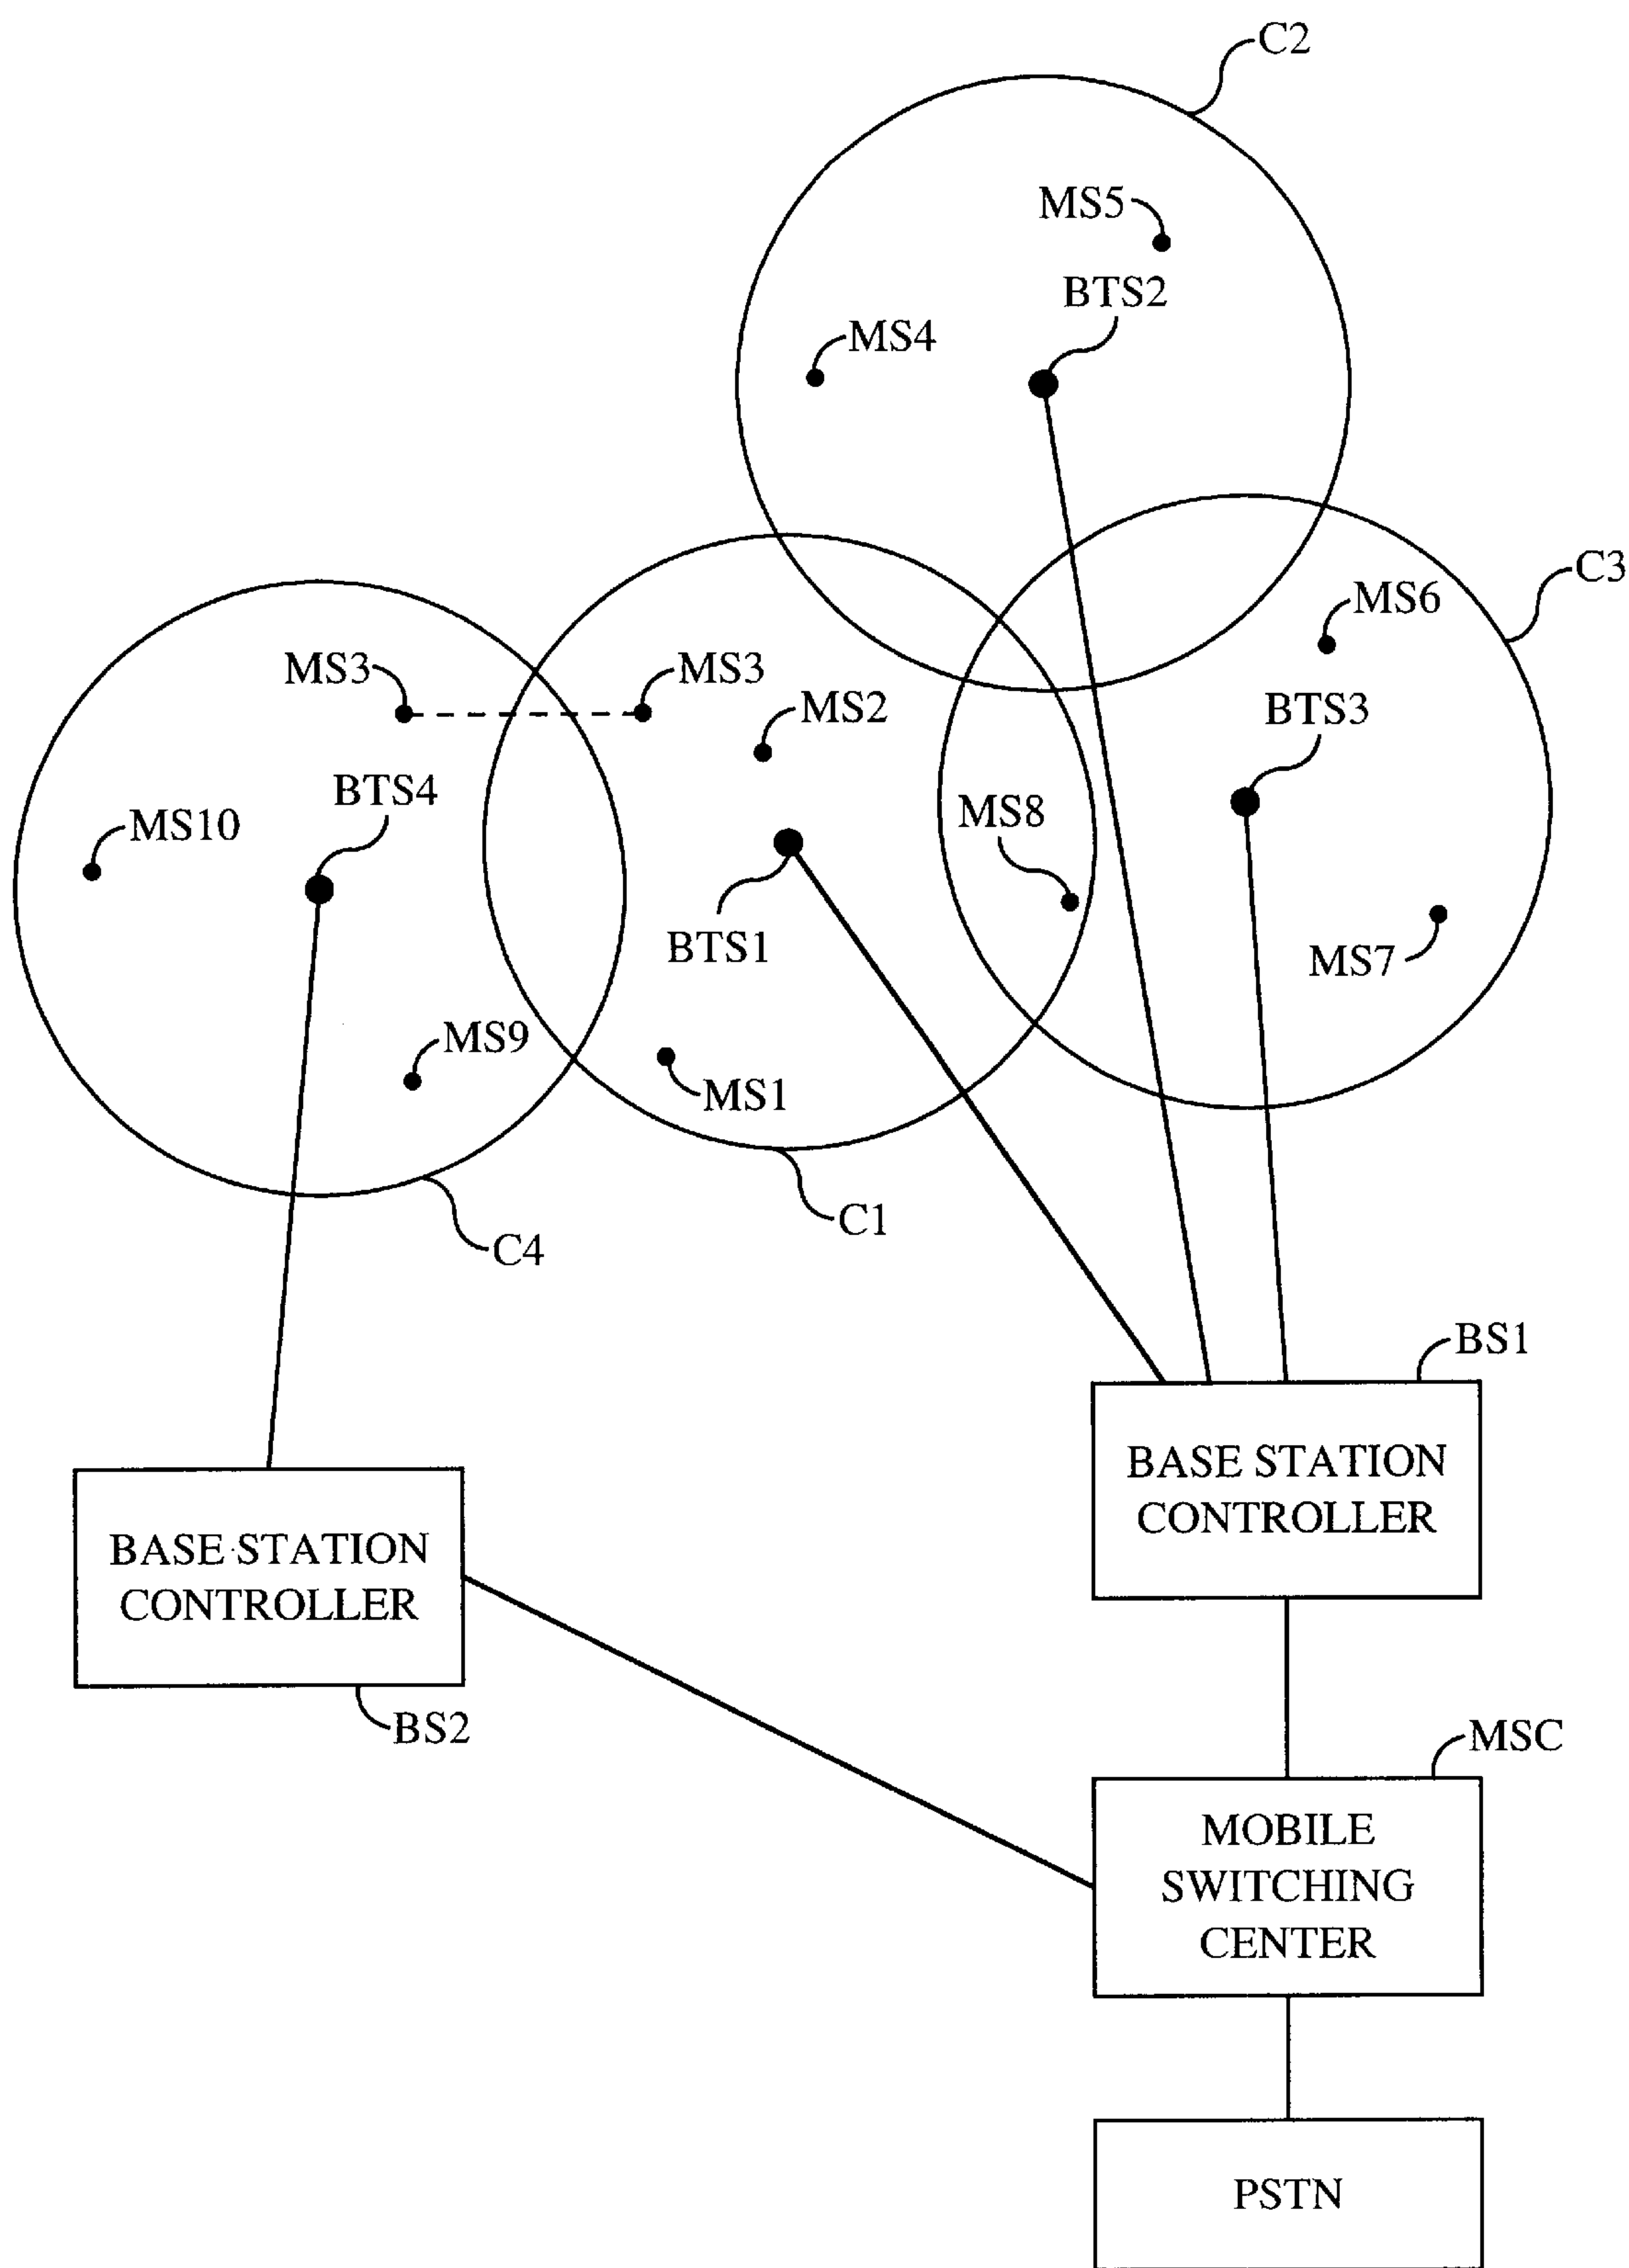 C2
MS5
BTS2
MS4
C3
MS6
MS3
MS3
MS2
BTS3
BTS4
MS8
MS10
BTS1
MS7
MS9
MS1
C1
C4
BS1
BASE STATION
CONTROLLER
BASE STATION
CONTROLLER
BS2
MSC
MOBILE
SWITCHING
CENTER
PSTN